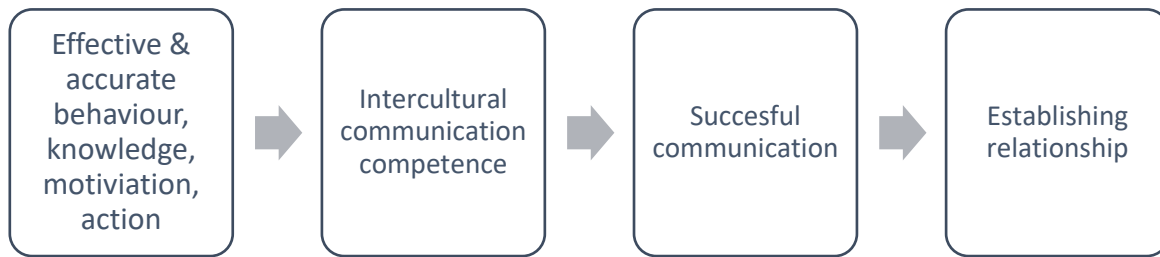 Effective &
accurate
behaviour,
knowledge,
motiviation,
action
Intercultural
communication
competence
Succesful
communication
Establishing
relationship